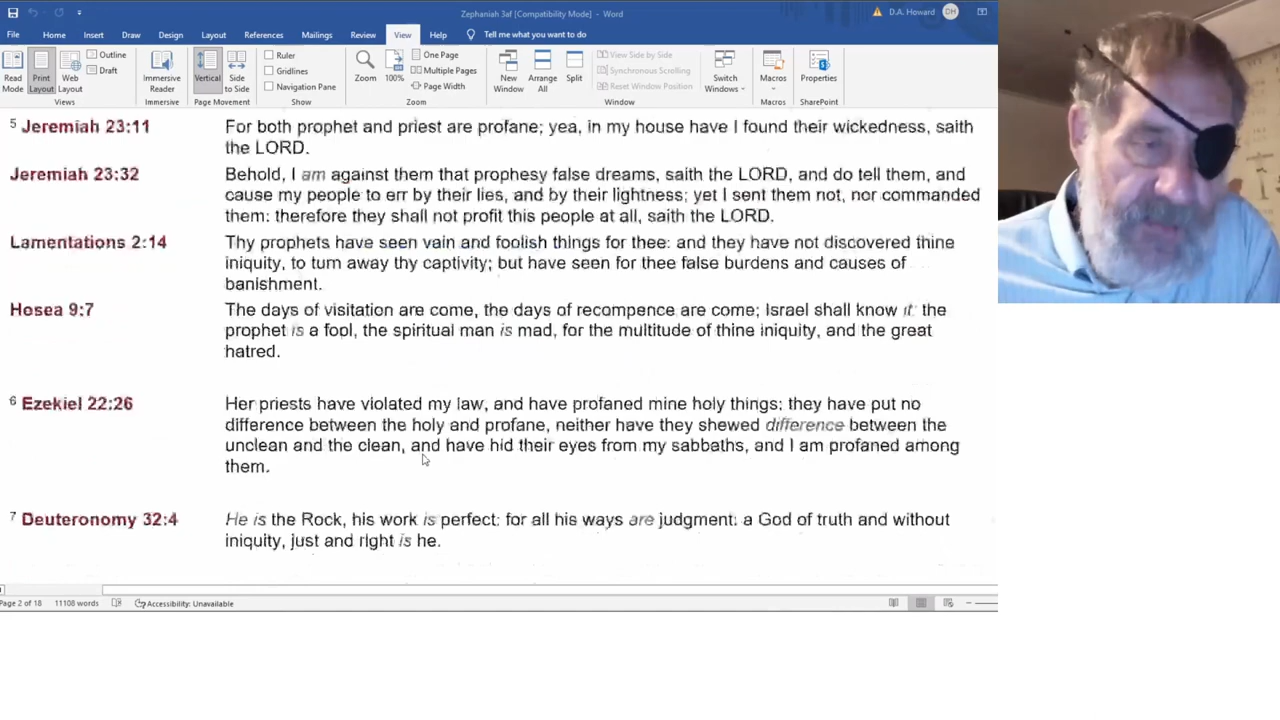 Zephaniah 3af [Compatibility Mode] - Word
D.A. Howard DH
File Home Insert Draw Design Layout References Mailings Review View Help Tell me what you want to do
Read Mode
Print Layout
Web Layout
Outline
Draft
Views
Immersive Reader
Immersive
Vertical
Side to Side
Page Movement
Ruler
Gridlines
Navigation Pane
Show
Zoom
100%
One Page
Multiple Pages
Page Width
Zoom
New Window
Arrange All
Split
View Side by Side
Synchronous Scrolling
Reset Window Position
Window
Switch Windows
Macros
Macros
Properties
SharePoint
5 Jeremiah 23:11 For both prophet and priest are profane; yea, in my house have I found their wickedness, saith
the LORD.
Jeremiah 23:32 Behold, I am against them that prophesy false dreams, saith the LORD, and do tell them, and
cause my people to err by their lies, and by their lightness; yet I sent them not, nor commanded
them: therefore they shall not profit this people at all, saith the LORD.
Lamentations 2:14 Thy prophets have seen vain and foolish things for thee: and they have not discovered thine
iniquity, to turn away thy captivity; but have seen for thee false burdens and causes of
banishment.
Hosea 9:7 The days of visitation are come, the days of recompence are come; Israel shall know it: the
prophet is a fool, the spiritual man is mad, for the multitude of thine iniquity, and the great
hatred.
6 Ezekiel 22:26 Her priests have violated my law, and have profaned mine holy things: they have put no
difference between the holy and profane, neither have they shewed difference between the
unclean and the clean, and have hid their eyes from my sabbaths, and I am profaned among
them.
7 Deuteronomy 32:4 He is the Rock, his work is perfect: for all his ways are judgment: a God of truth and without
iniquity, just and right is he.
Page 2 of 18 11108 words Accessibility: Unavailable